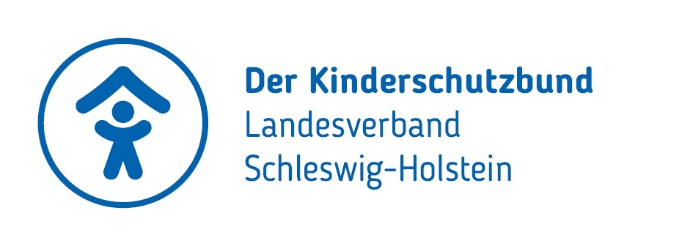 Der Kinderschutzbund
Landesverband
Schleswig-Holstein